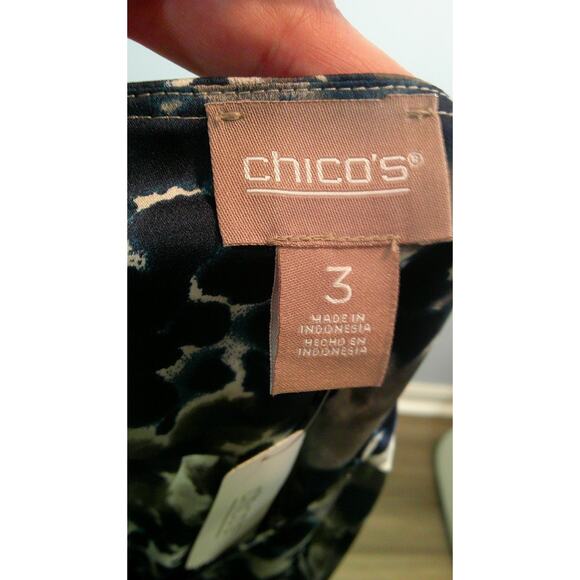 chico's®
3
MADE IN
INDONESIA
HECHO EN
INDONESIA